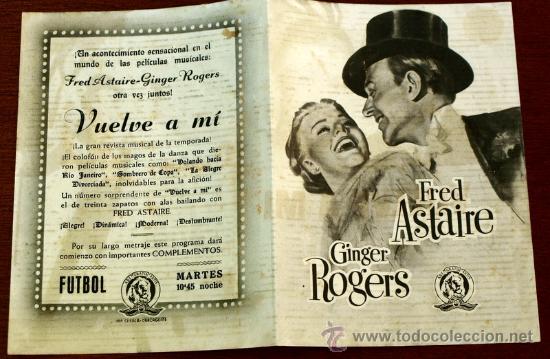 ¡Un acontecimiento sensacional en el
mundo de las películas musicales:
Fred Astaire-Ginger Rogers
otra vez juntos!
Vuelve a mí
¡La gran revista musical de la temporada!
¡El colofón de los magos de la danza que die-
ron películas musicales como "Volando hacia
Río Janeiro", "Sombrero de Copa", "La Alegre
Divorciada", inolvidables para la afición!
Un número sorprendente de "Vuelve a mí" es
el de treinta zapatos con alas bailando con
FRED ASTAIRE.
¡Alegre! ¡Dinámica! ¡Moderna! ¡Deslumbrante!
Por su largo metraje este programa dará
comienzo con importantes COMPLEMENTOS.
FUTBOL
MARTES
10'45 noche
Fred
Astaire
Ginger
Rogers
todocoleccion
www.todocoleccion.net